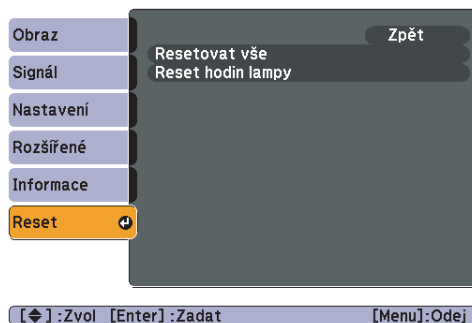 Obraz
Signál
Nastavení
Rozšířené
Informace
Reset
Zpět
Resetovat vše
Reset hodin lampy
[ ] :Zvol [Enter] :Zadat [Menu]:Odej